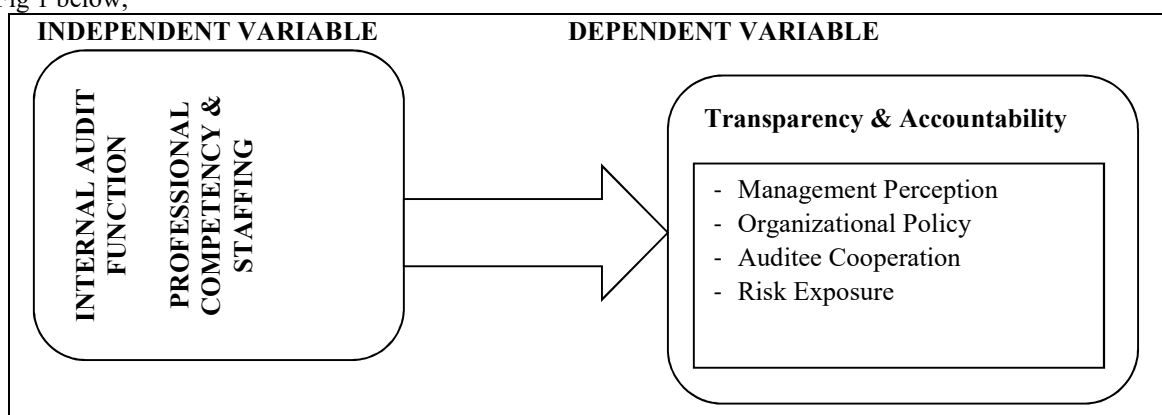 Fig 1 below;
INDEPENDENT VARIABLE
DEPENDENT VARIABLE
INTERNAL AUDIT
FUNCTION
PROFESSIONAL
COMPETENCY &
STAFFING
Transparency & Accountability
- Management Perception
- Organizational Policy
- Auditee Cooperation
- Risk Exposure